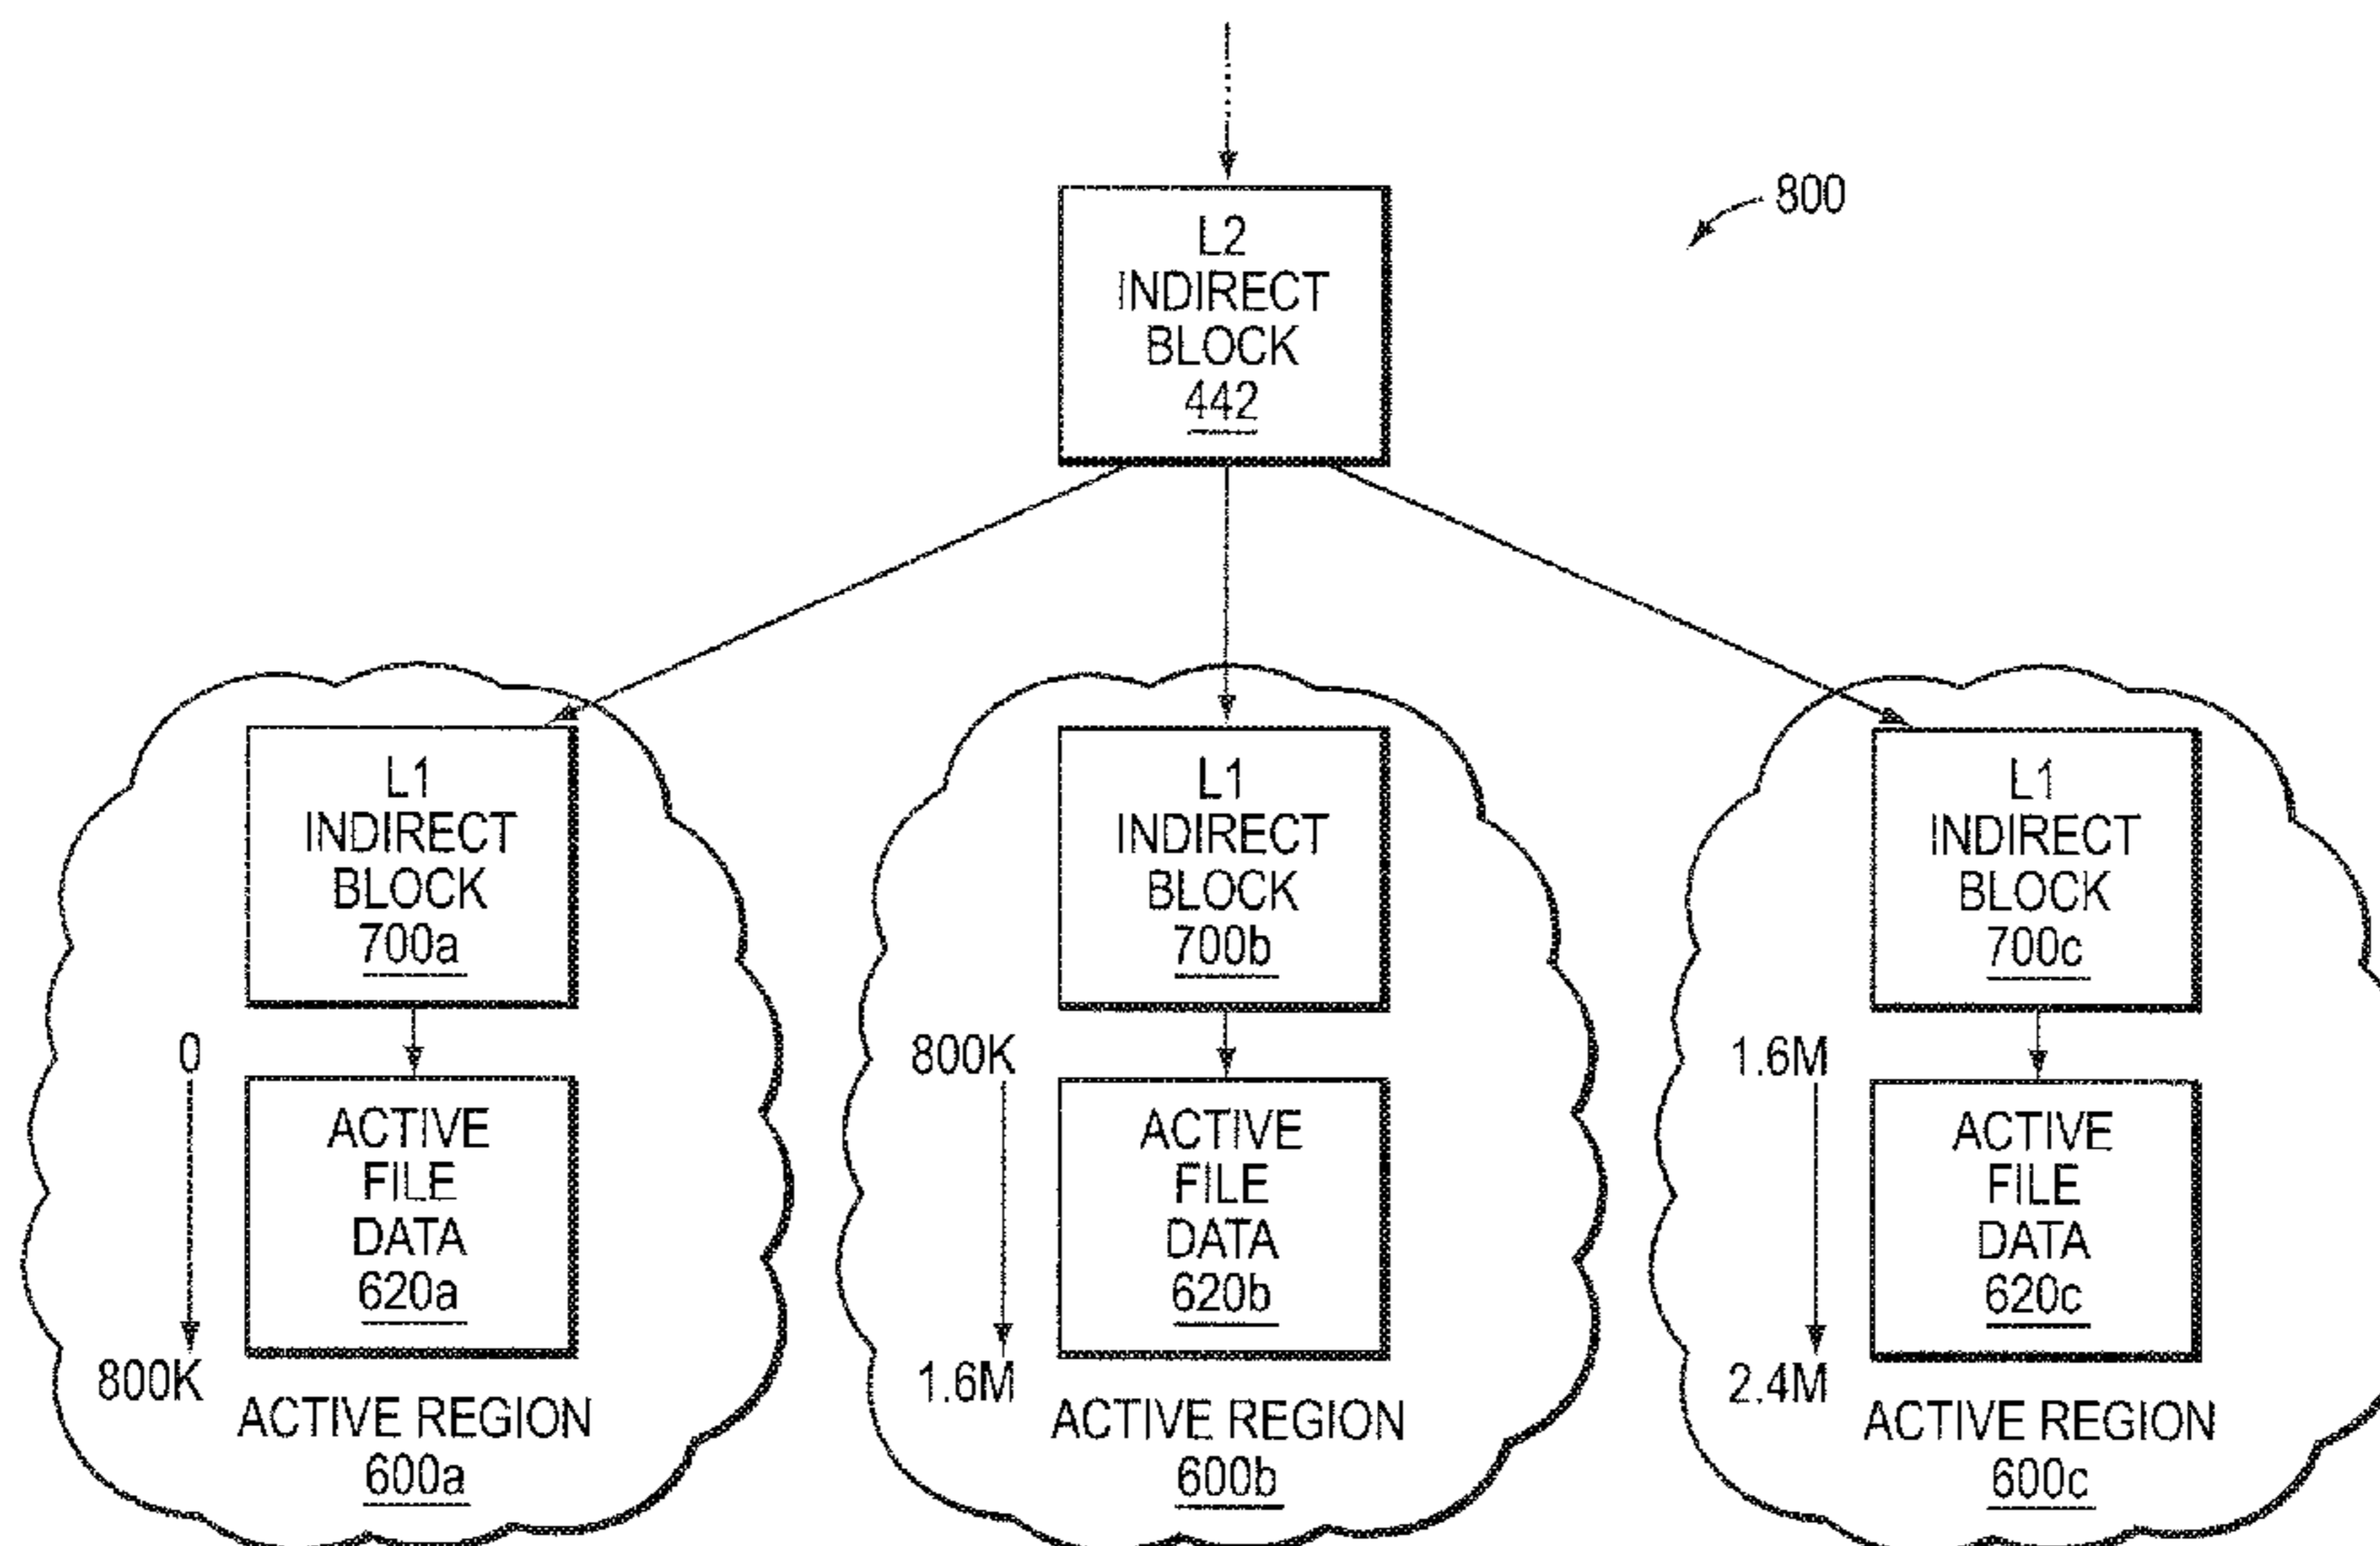 800
L2
INDIRECT
BLOCK
442
L1
INDIRECT
BLOCK
700a
0
800K
ACTIVE
FILE
DATA
620a
ACTIVE REGION
600a
L1
INDIRECT
BLOCK
700b
800K
1.6M
ACTIVE
FILE
DATA
620b
ACTIVE REGION
600b
L1
INDIRECT
BLOCK
700c
1.6M
2.4M
ACTIVE
FILE
DATA
620c
ACTIVE REGION
600c